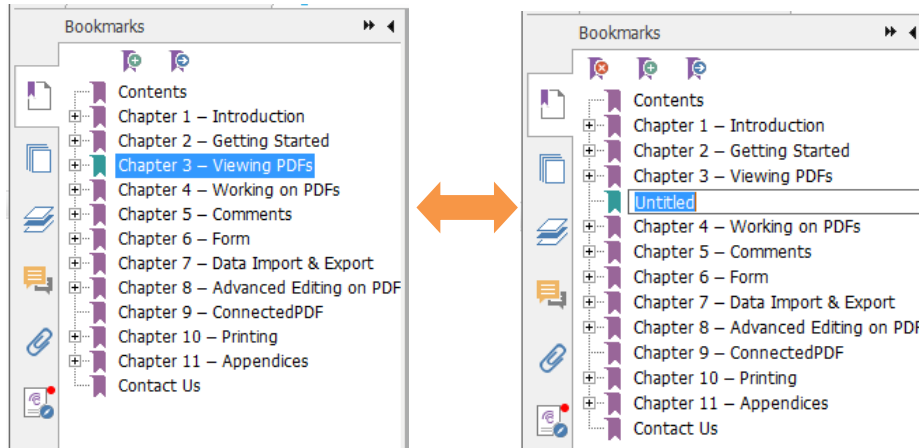 Bookmarks
Contents
Chapter 1 – Introduction
Chapter 2 – Getting Started
Chapter 3 – Viewing PDFs
Chapter 4 – Working on PDFs
Chapter 5 – Comments
Chapter 6 – Form
Chapter 7 – Data Import & Export
Chapter 8 – Advanced Editing on PDF
Chapter 9 – ConnectedPDF
Chapter 10 – Printing
Chapter 11 – Appendices
Contact Us
Bookmarks
Contents
Chapter 1 – Introduction
Chapter 2 – Getting Started
Chapter 3 – Viewing PDFs
Untitled
Chapter 4 – Working on PDFs
Chapter 5 – Comments
Chapter 6 – Form
Chapter 7 – Data Import & Export
Chapter 8 – Advanced Editing on PDF
Chapter 9 – ConnectedPDF
Chapter 10 – Printing
Chapter 11 – Appendices
Contact Us